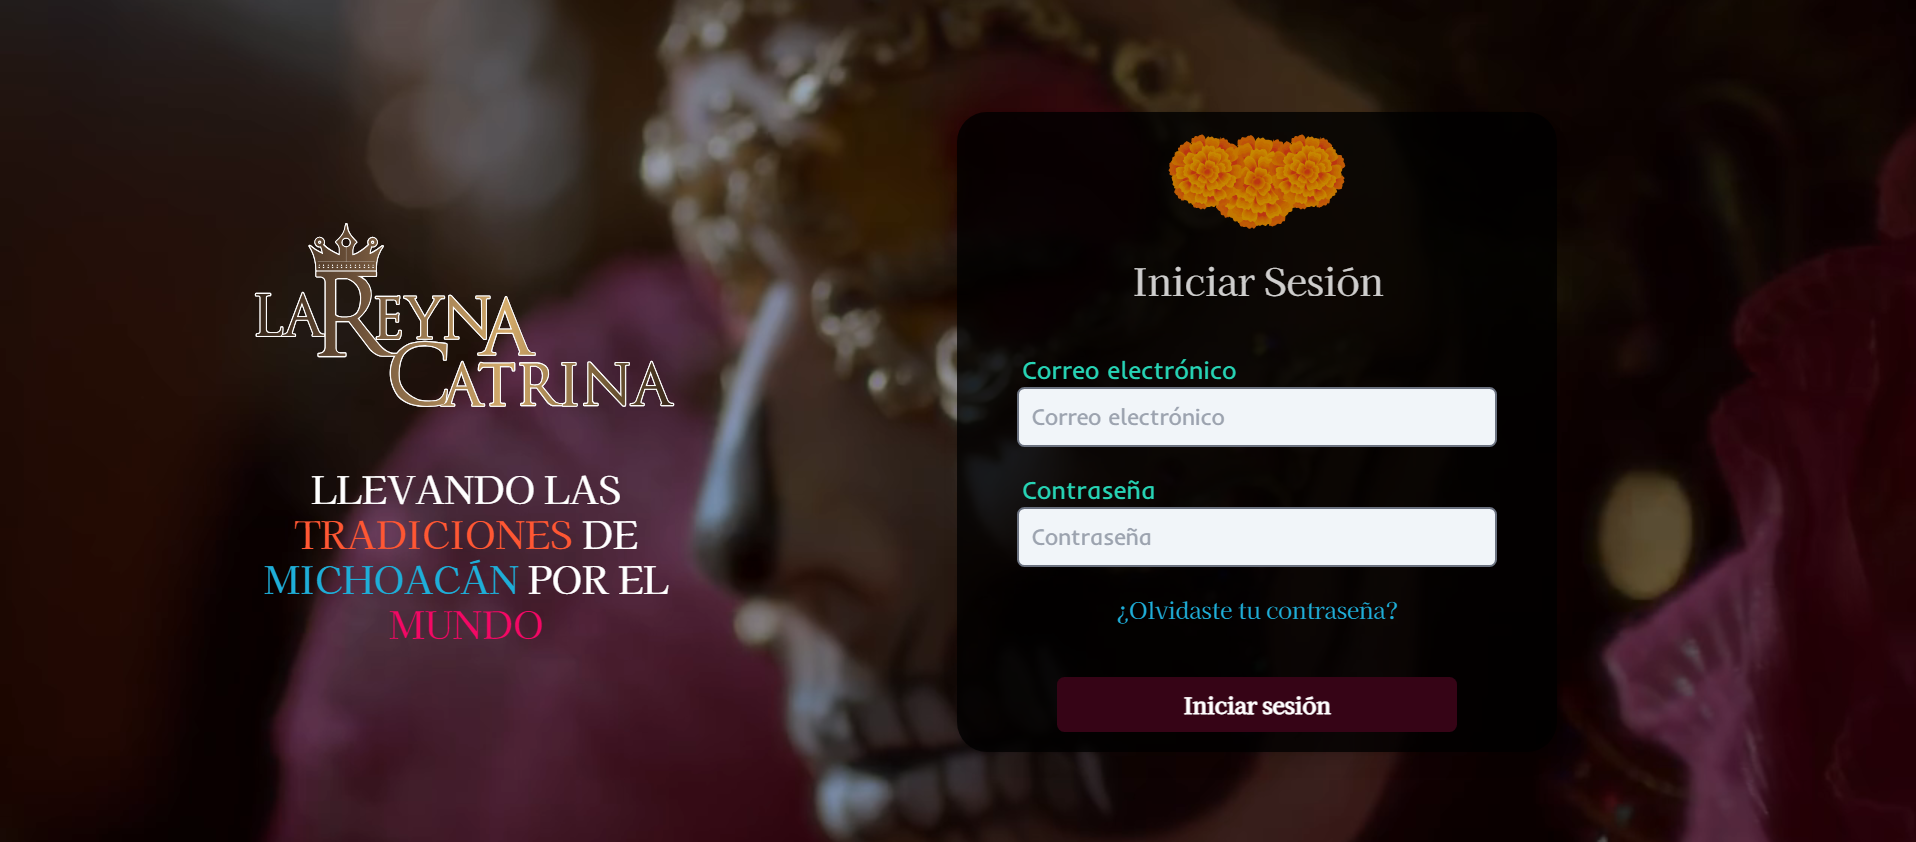 LA REYNA
CATRINA
LLEVANDO LAS
TRADICIONES DE
MICHOACÁN POR EL
MUNDO
Iniciar Sesión
Correo electrónico
Correo electrónico
Contraseña
Contraseña
¿Olvidaste tu contraseña?
Iniciar sesión